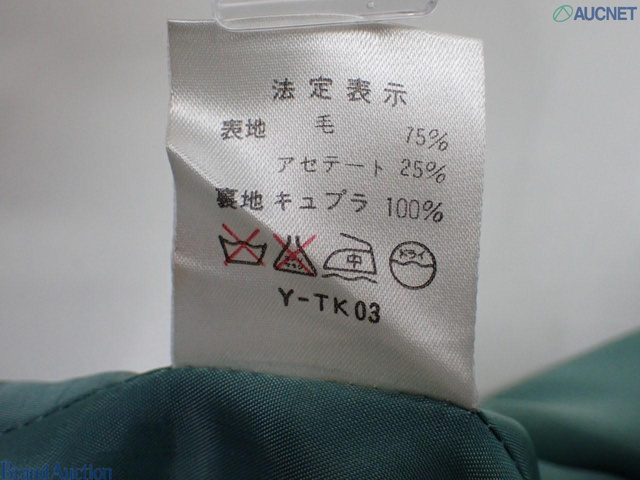 AUCNET
法定表示
表地 毛 75%
アセテート 25%
裏地 キュプラ 100%
中 ドライ
Y-TK03
Brand Auction